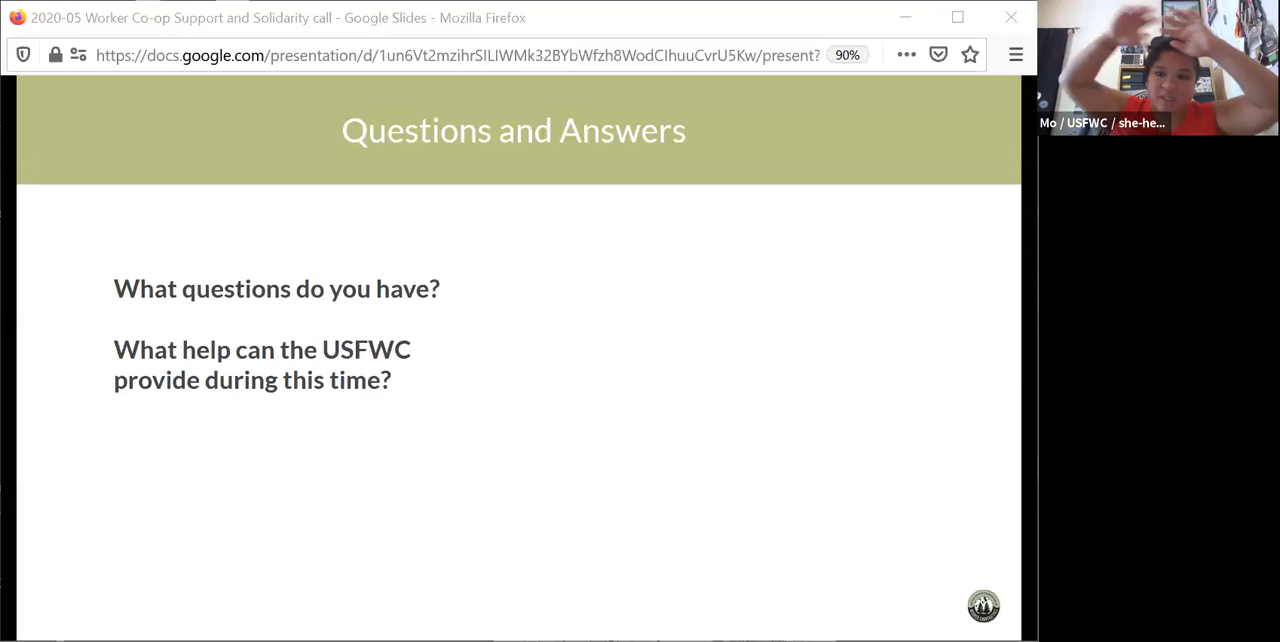 2020-05 Worker Co-op Support and Solidarity call - Google Slides - Mozilla Firefox
https://docs.google.com/presentation/d/1un6Vt2mzihrSILIWMk32BYbWfzh8WodCIhuuCvrU5Kw/present?
90%
Mo / USFWC / she-he...
Questions and Answers
What questions do you have?
What help can the USFWC
provide during this time?